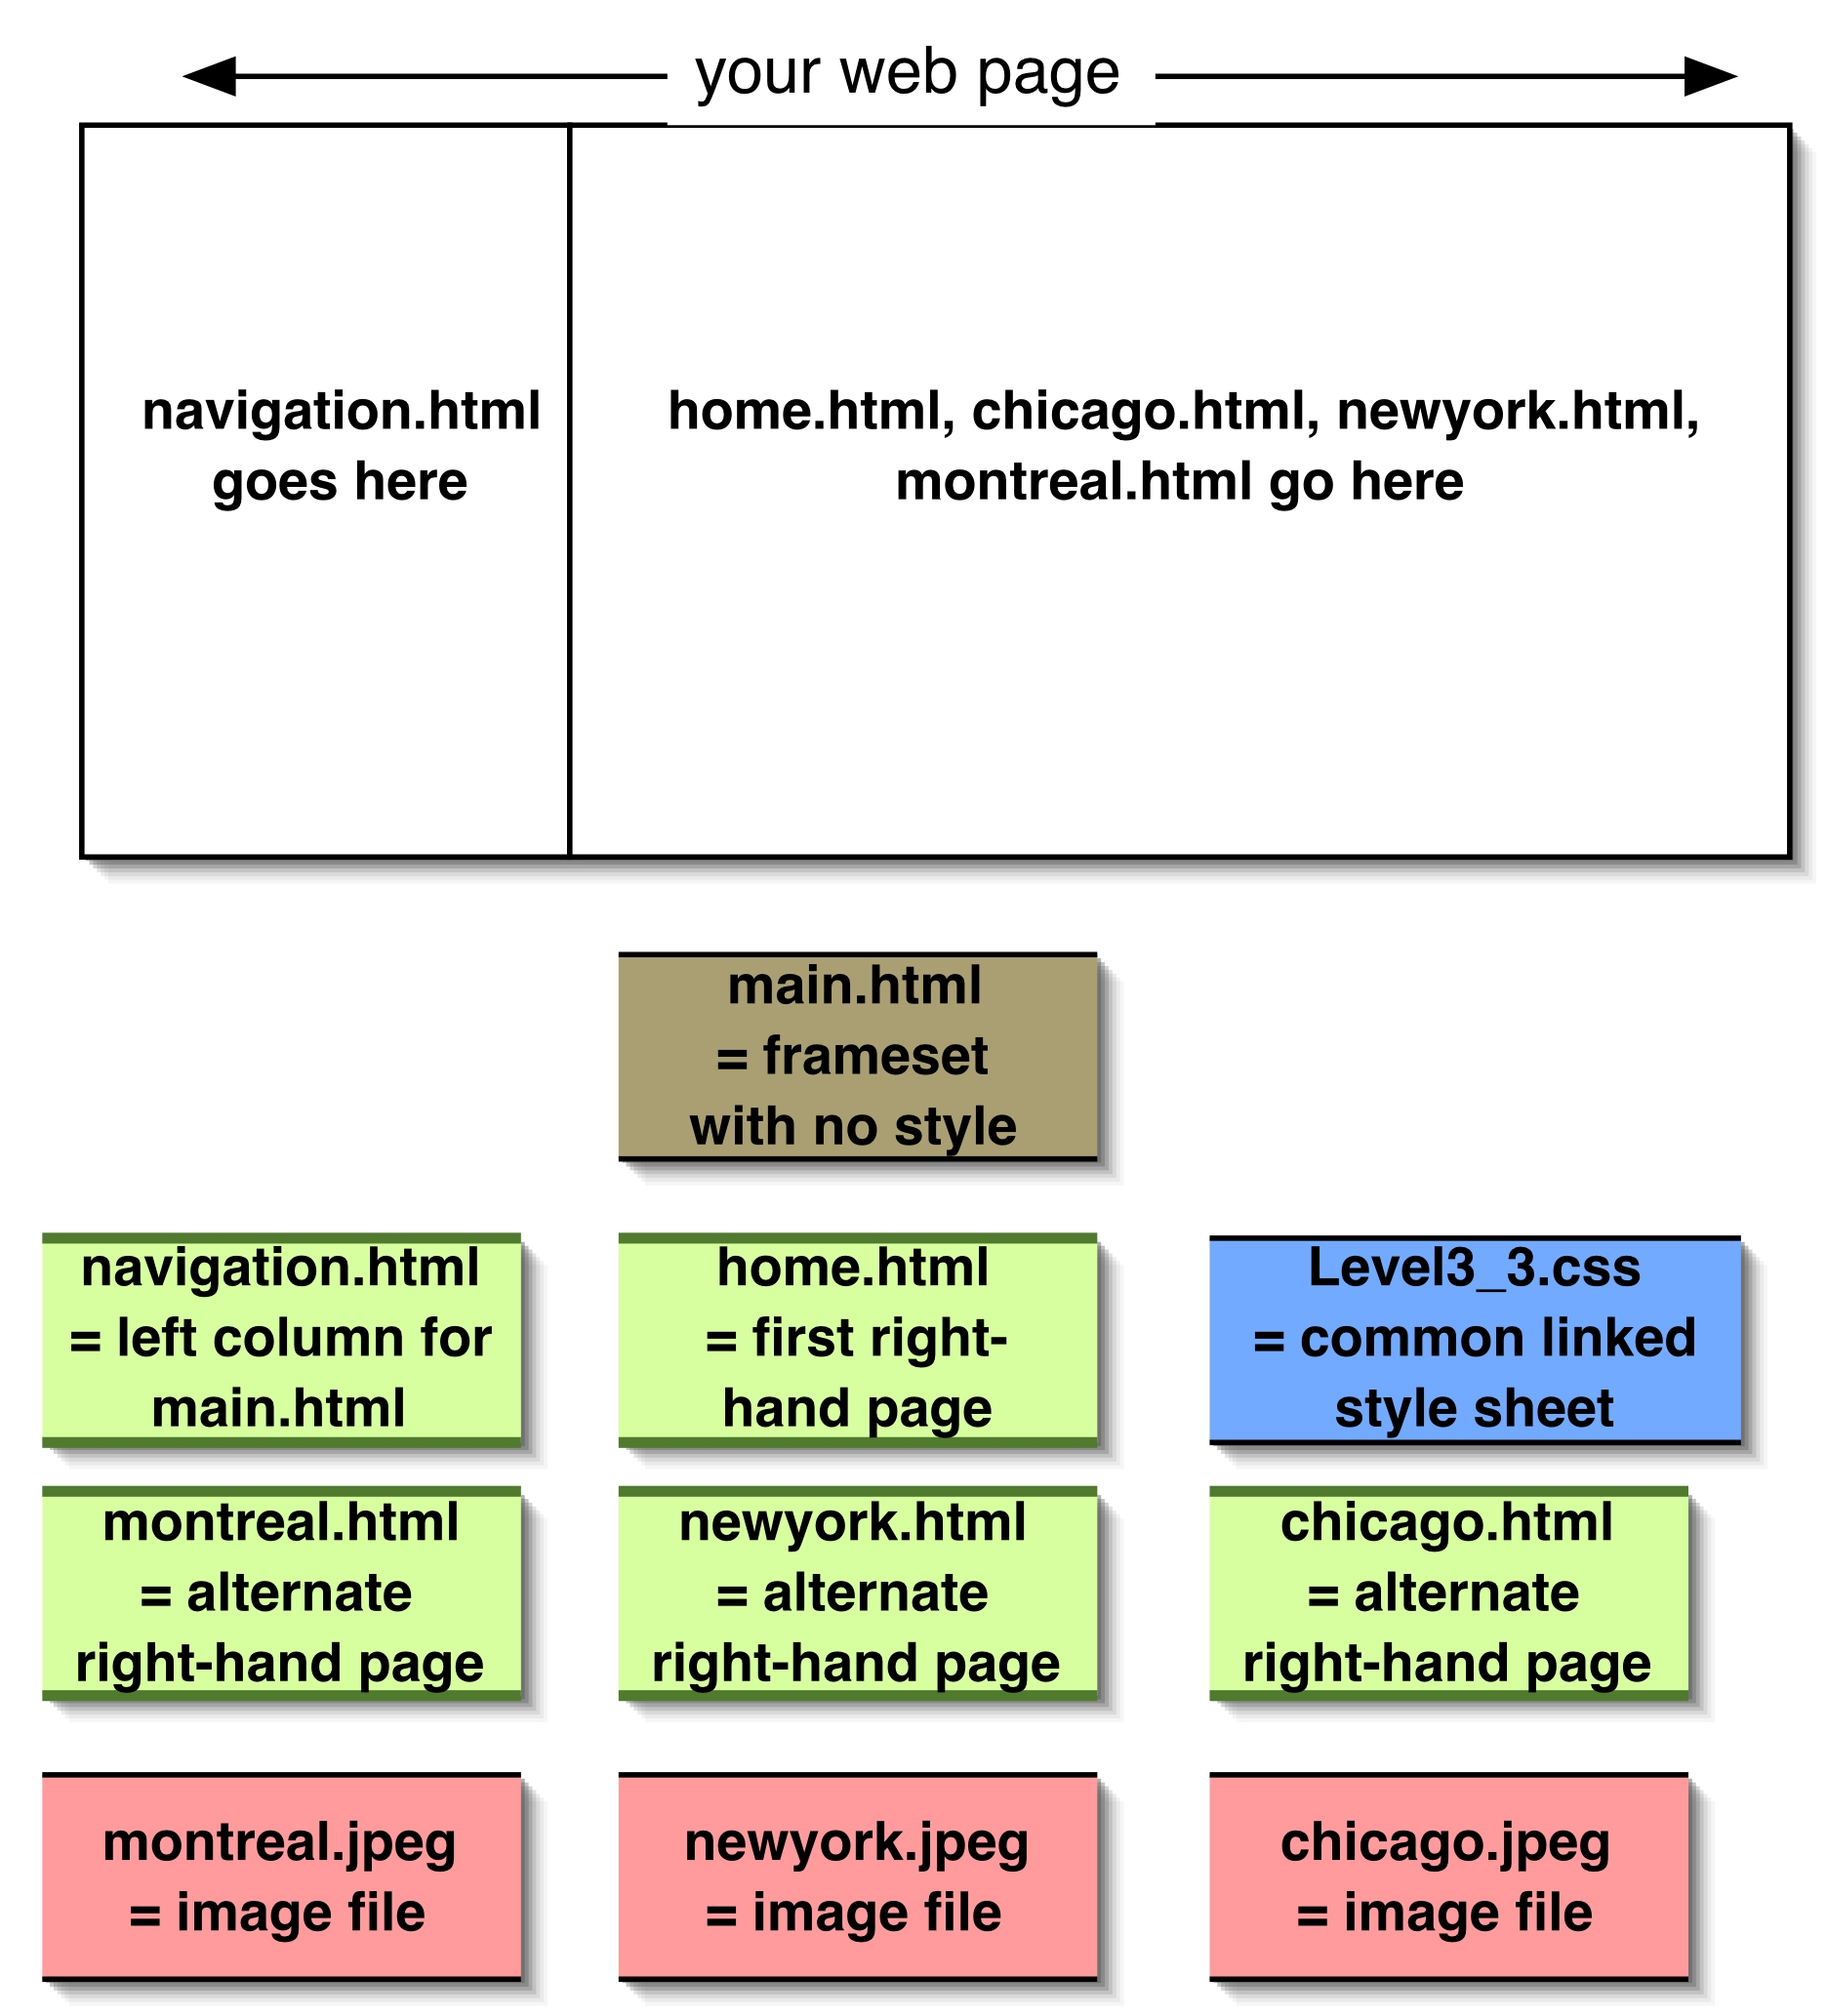 your web page
navigation.html
goes here
home.html, chicago.html, newyork.html,
montreal.html go here
main.html
= frameset
with no style
navigation.html
= left column for
main.html
home.html
= first right-
hand page
Level3_3.css
= common linked
style sheet
montreal.html
= alternate
right-hand page
newyork.html
= alternate
right-hand page
chicago.html
= alternate
right-hand page
montreal.jpeg
= image file
newyork.jpeg
= image file
chicago.jpeg
= image file